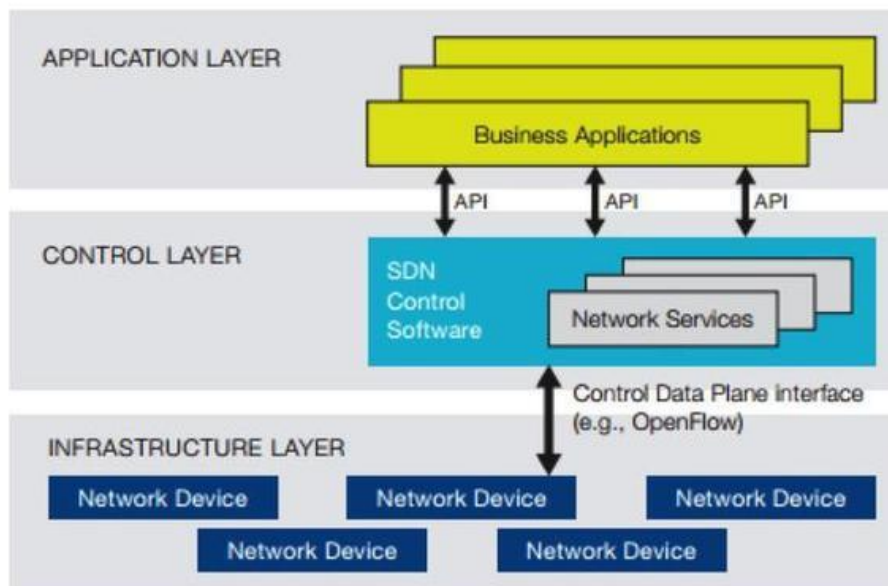 APPLICATION LAYER
Business Applications
API
API
API
CONTROL LAYER
SDN
Control
Software
Network Services
Control Data Plane interface
(e.g., OpenFlow)
INFRASTRUCTURE LAYER
Network Device
Network Device
Network Device
Network Device
Network Device